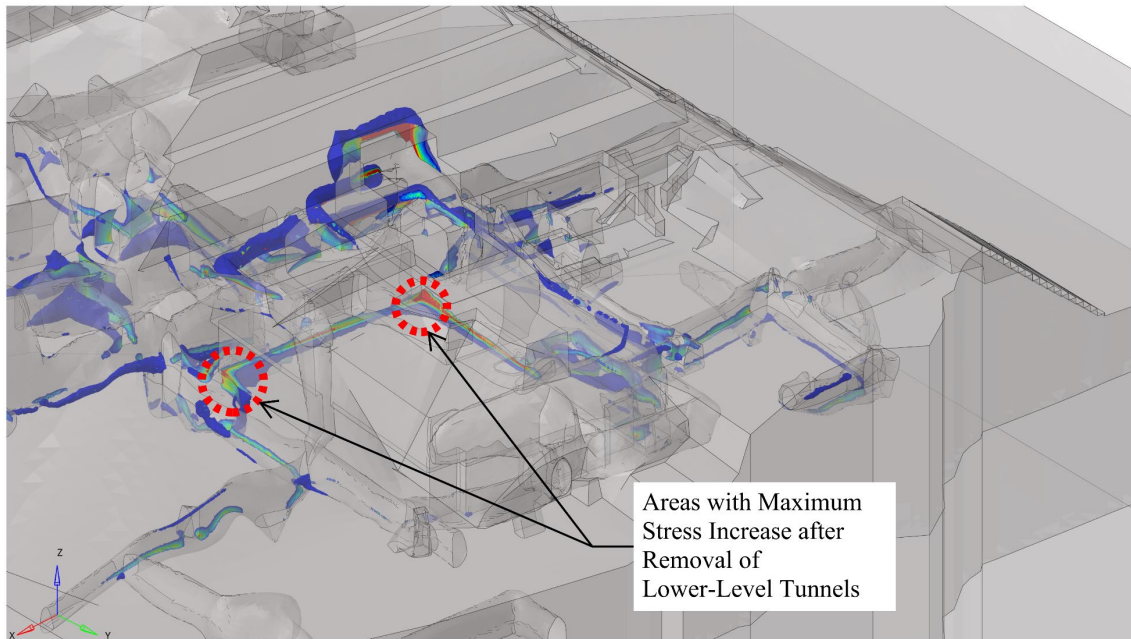 Areas with Maximum
Stress Increase after
Removal of
Lower-Level Tunnels
Z
X
Y